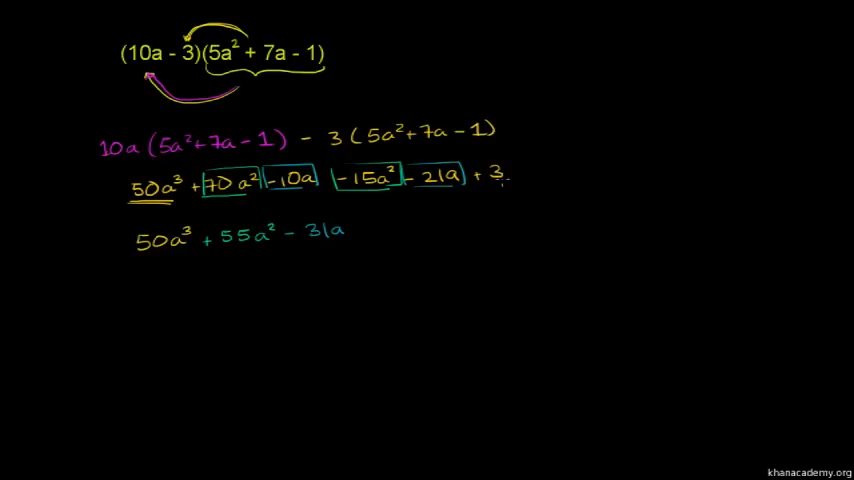 (10a - 3)(5a² + 7a - 1)
10a (5a² + 7a - 1) - 3 (5a² + 7a - 1)
50a³ + 70a² - 10a - 15a² - 21a + 3
50a³ + 55a² - 31a
khanacademy.org